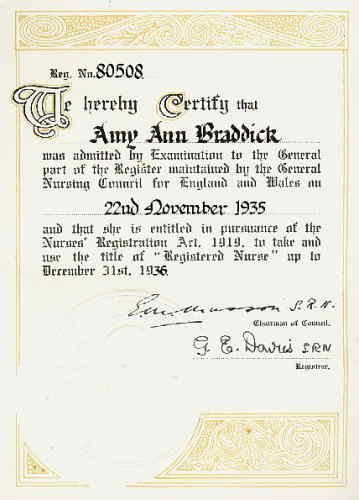 Reg. No. 80508
We hereby Certify that
Amy Ann Braddick
was admitted by Examination to the General
part of the Register maintained by the General
Nursing Council for England and Wales on
22nd November 1935
and that she is entitled in pursuance of the
Nurses' Registration Act, 1919, to take and
use the title of "Registered Nurse" up to
December 31st, 1936.
E. M. Musson S.R.N.
Chairman of Council.
G. E. Davies SRN
Registrar.